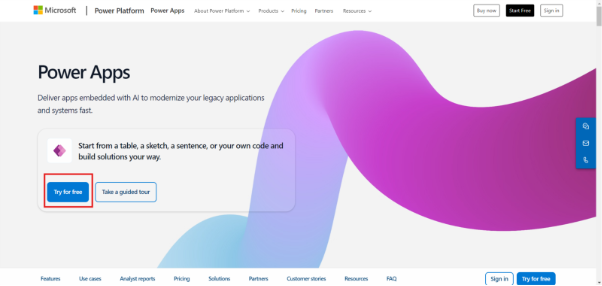 Microsoft Power Platform Power Apps About Power Platform Products Pricing Partners Resources Buy now Start Free Sign in
Power Apps
Deliver apps embedded with AI to modernize your legacy applications
and systems fast.
Start from a table, a sketch, a sentence, or your own code and
build solutions your way.
Try for free Take a guided tour
Features Use cases Analyst reports Pricing Solutions Partners Customer stories Resources FAQ Sign in Try for free